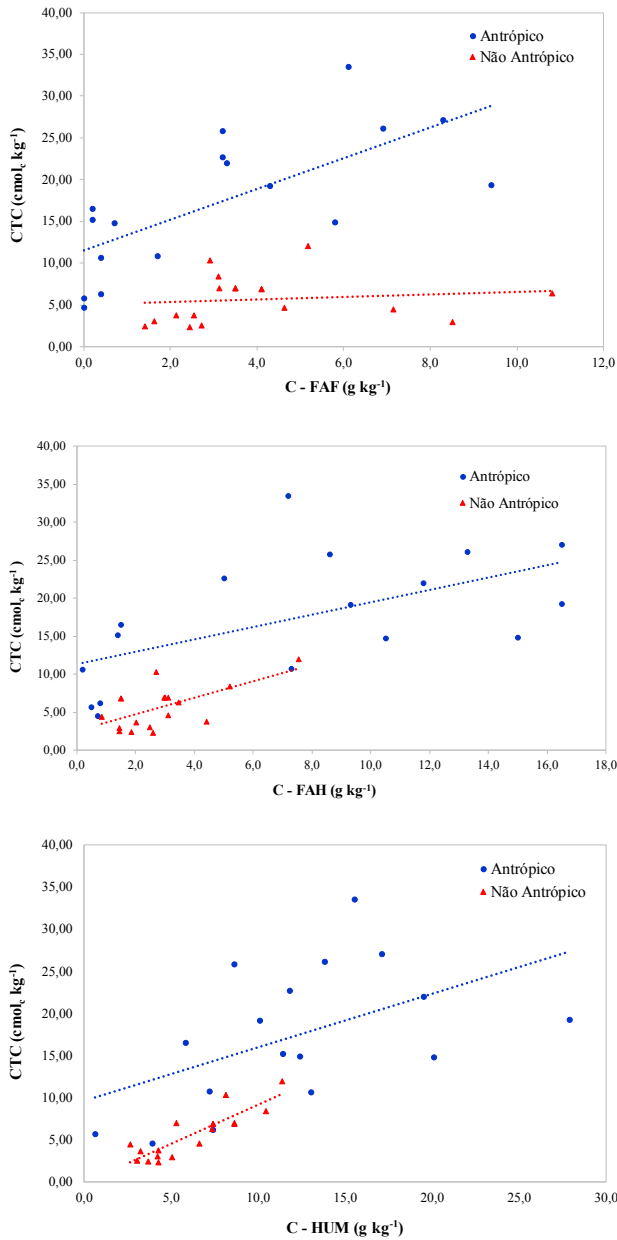 40,00
35,00
30,00
25,00
20,00
15,00
10,00
5,00
0,00
CTC (cmolc kg-1)
Antrópico
Não Antrópico
0,0 2,0 4,0 6,0 8,0 10,0 12,0
C - FAF (g kg-1)
40,00
35,00
30,00
25,00
20,00
15,00
10,00
5,00
0,00
CTC (cmolc kg-1)
Antrópico
Não Antrópico
0,0 2,0 4,0 6,0 8,0 10,0 12,0 14,0 16,0 18,0
C - FAH (g kg-1)
40,00
35,00
30,00
25,00
20,00
15,00
10,00
5,00
0,00
CTC (cmolc kg-1)
Antrópico
Não Antrópico
0,0 5,0 10,0 15,0 20,0 25,0 30,0
C - HUM (g kg-1)